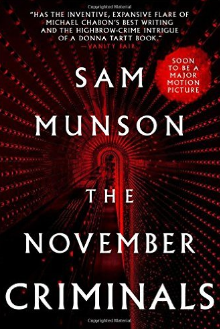 "HAS THE INVENTIVE, EXPANSIVE FLARE OF
MICHAEL CHABON'S BEST WRITING
AND THE HIGHBROW-CRIME INTRIGUE
OF A DONNA TARTT BOOK."
—VANITY FAIR
SOON
TO BE A
MAJOR
MOTION
PICTURE
SAM
MUNSON
THE
NOVEMBER
CRIMINALS